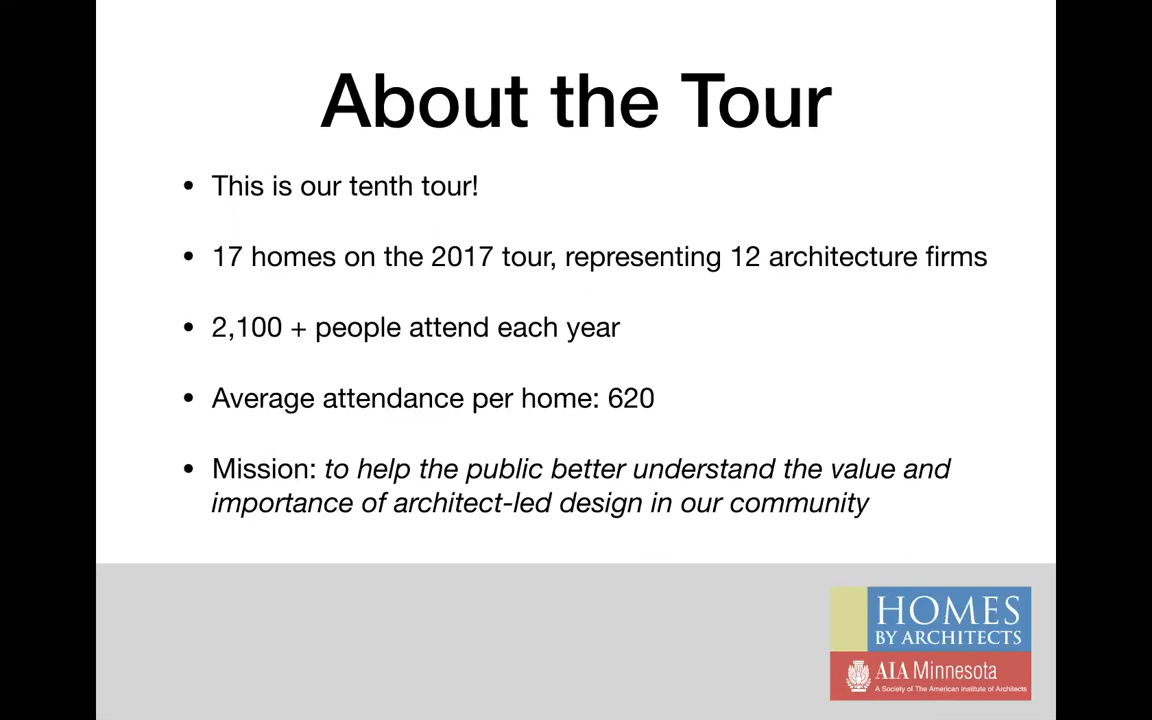 About the Tour
• This is our tenth tour!
• 17 homes on the 2017 tour, representing 12 architecture firms
• 2,100 + people attend each year
• Average attendance per home: 620
• Mission: to help the public better understand the value and
importance of architect-led design in our community
HOMES
BY ARCHITECTS
AIA Minnesota
A Society of The American Institute of Architects